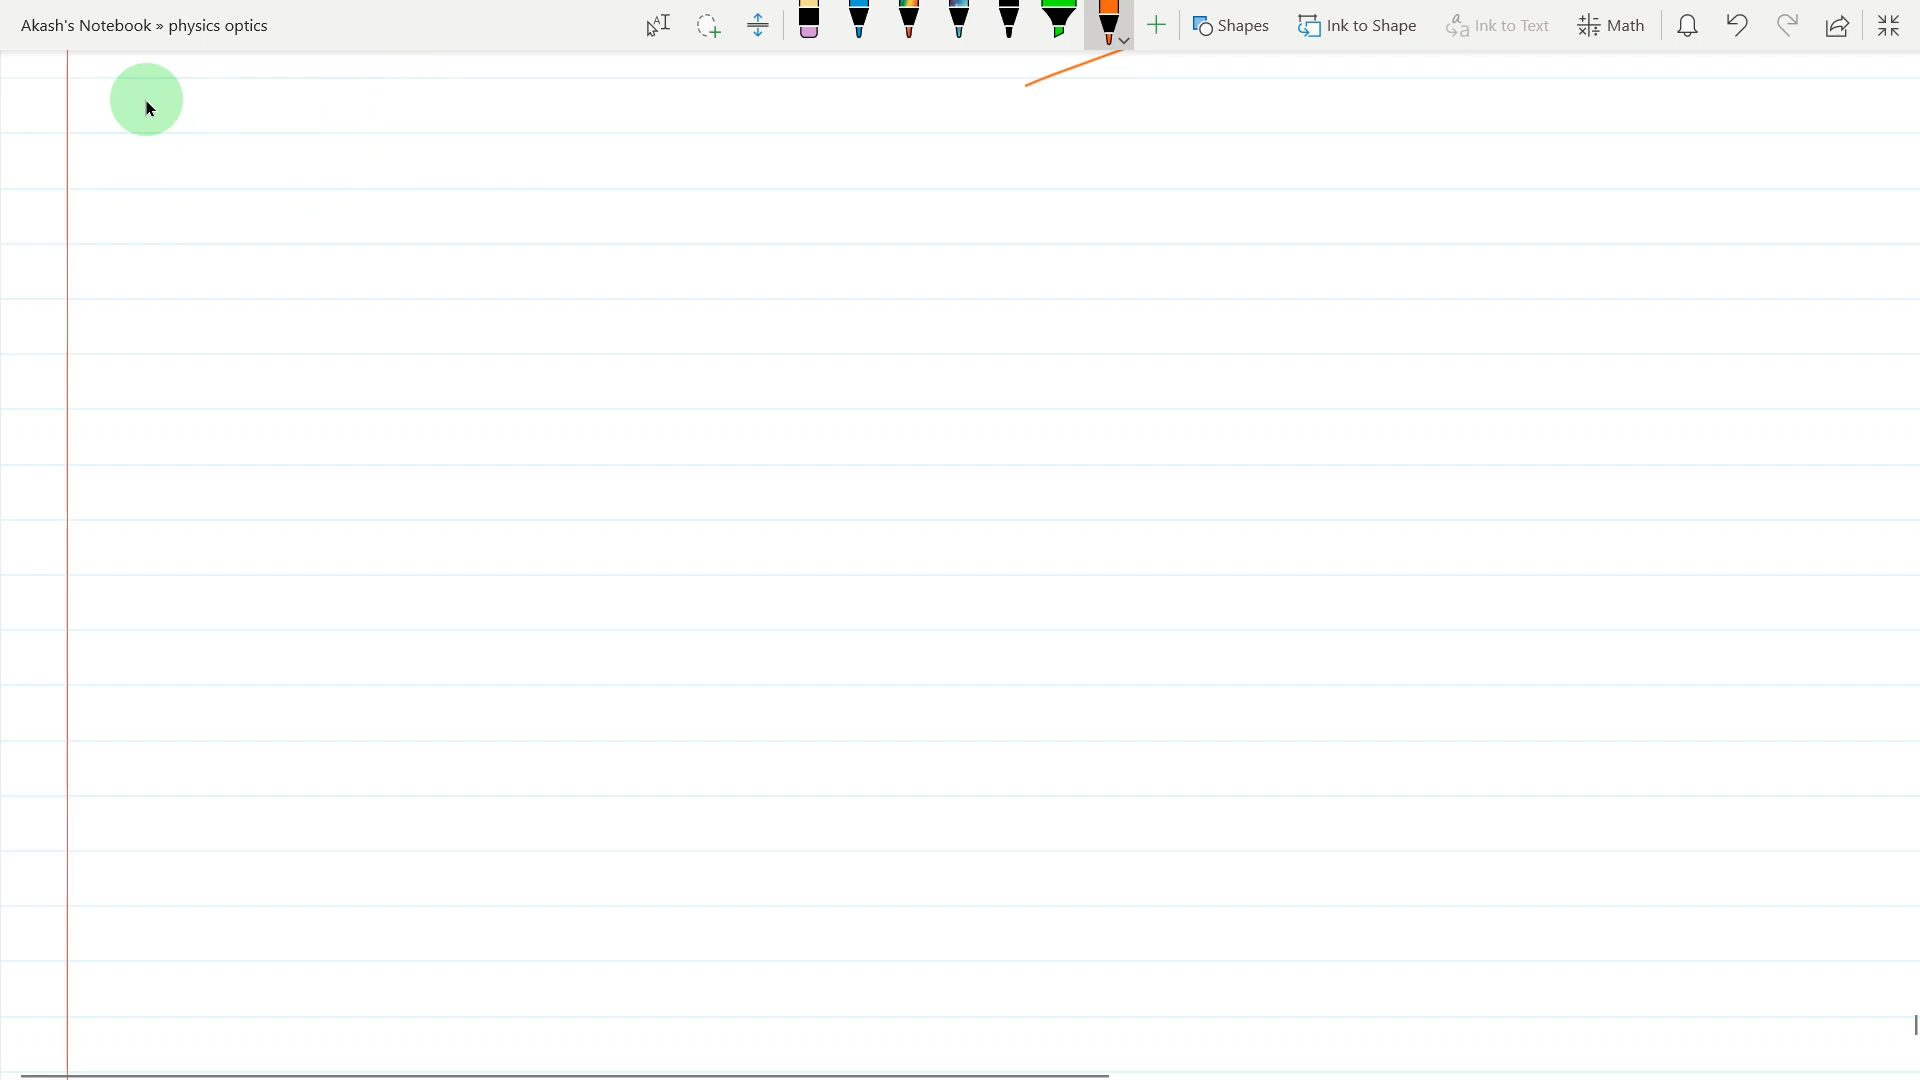 Akash's Notebook » physics optics
Shapes
Ink to Shape
Ink to Text
Math